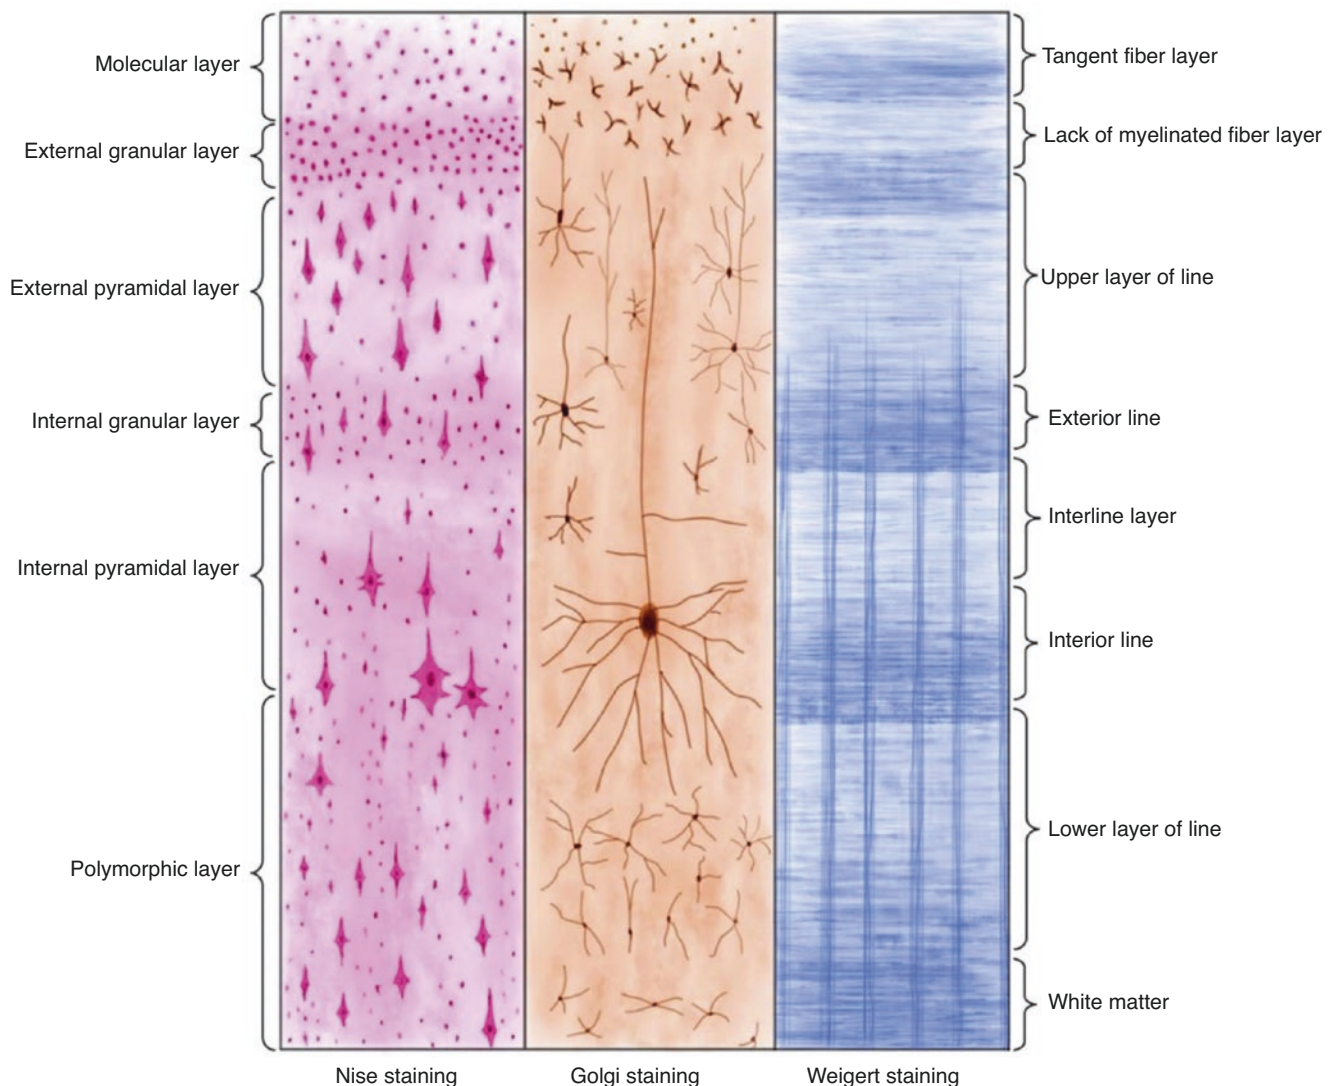 Molecular layer
External granular layer
External pyramidal layer
Internal granular layer
Internal pyramidal layer
Polymorphic layer
Tangent fiber layer
Lack of myelinated fiber layer
Upper layer of line
Exterior line
Interline layer
Interior line
Lower layer of line
White matter
Nise staining
Golgi staining
Weigert staining